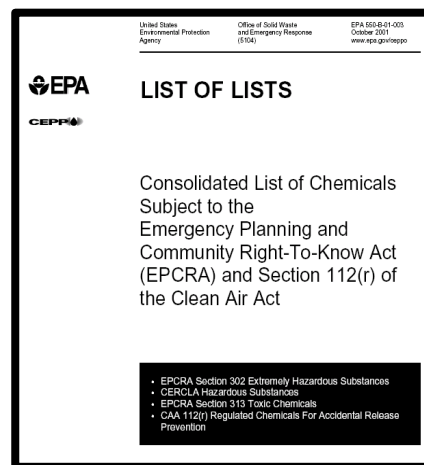 United States
Environmental Protection
Agency
Office of Solid Waste
and Emergency Response
(5104)
EPA 550-B-01-003
October 2001
www.epa.gov/ceppo
EPA
CEPPO
LIST OF LISTS
Consolidated List of Chemicals
Subject to the
Emergency Planning and
Community Right-To-Know Act
(EPCRA) and Section 112(r) of
the Clean Air Act
• EPCRA Section 302 Extremely Hazardous Substances
• CERCLA Hazardous Substances
• EPCRA Section 313 Toxic Chemicals
• CAA 112(r) Regulated Chemicals For Accidental Release
Prevention